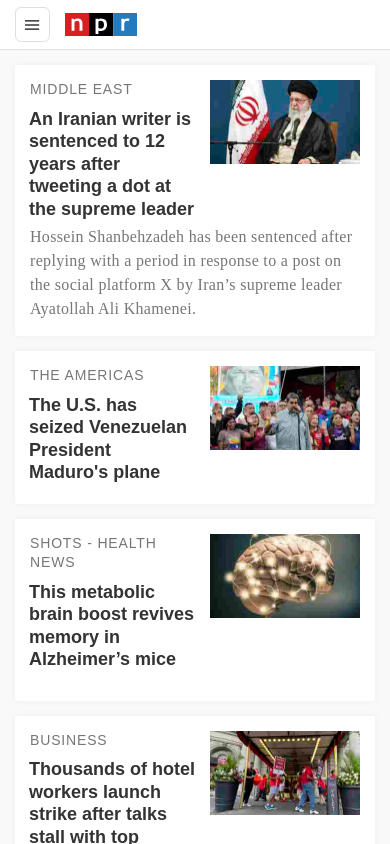 npr
MIDDLE EAST
An Iranian writer is
sentenced to 12
years after
tweeting a dot at
the supreme leader
Hossein Shanbehzadeh has been sentenced after
replying with a period in response to a post on
the social platform X by Iran’s supreme leader
Ayatollah Ali Khamenei.
THE AMERICAS
The U.S. has
seized Venezuelan
President
Maduro's plane
SHOTS - HEALTH
NEWS
This metabolic
brain boost revives
memory in
Alzheimer’s mice
BUSINESS
Thousands of hotel
workers launch
strike after talks
stall with top